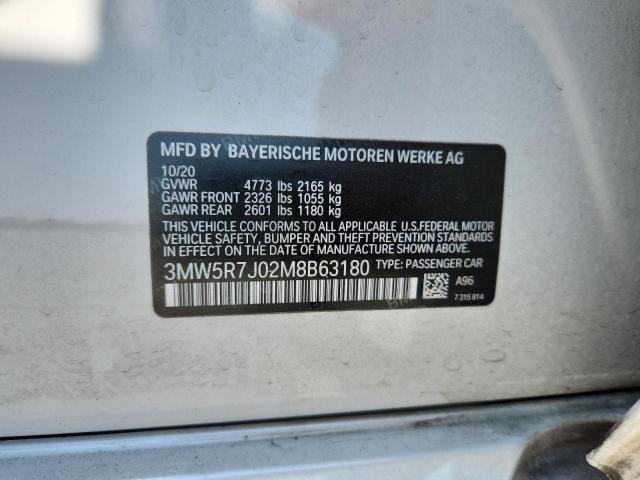 MFD BY BAYERISCHE MOTOREN WERKE AG
10/20
GVWR 4773 lbs 2165 kg
GAWR FRONT 2326 lbs 1055 kg
GAWR REAR 2601 lbs 1180 kg
THIS VEHICLE CONFORMS TO ALL APPLICABLE U.S.FEDERAL MOTOR
VEHICLE SAFETY, BUMPER AND THEFT PREVENTION STANDARDS
IN EFFECT ON THE DATE OF MANUFACTURE SHOWN ABOVE.
3MW5R7J02M8B63180 TYPE: PASSENGER CAR
A96
7 315 814